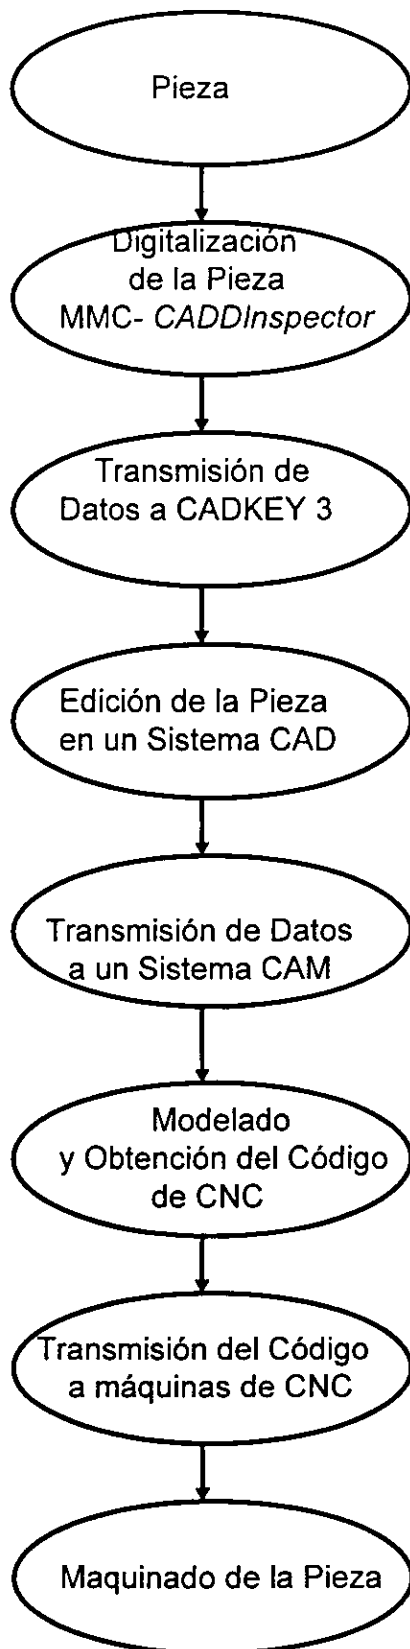 Pieza
Digitalización
de la Pieza
MMC- CADDInspector
Transmisión de
Datos a CADKEY 3
Edición de la Pieza
en un Sistema CAD
Transmisión de Datos
a un Sistema CAM
Modelado
y Obtención del Código
de CNC
Transmisión del Código
a máquinas de CNC
Maquinado de la Pieza